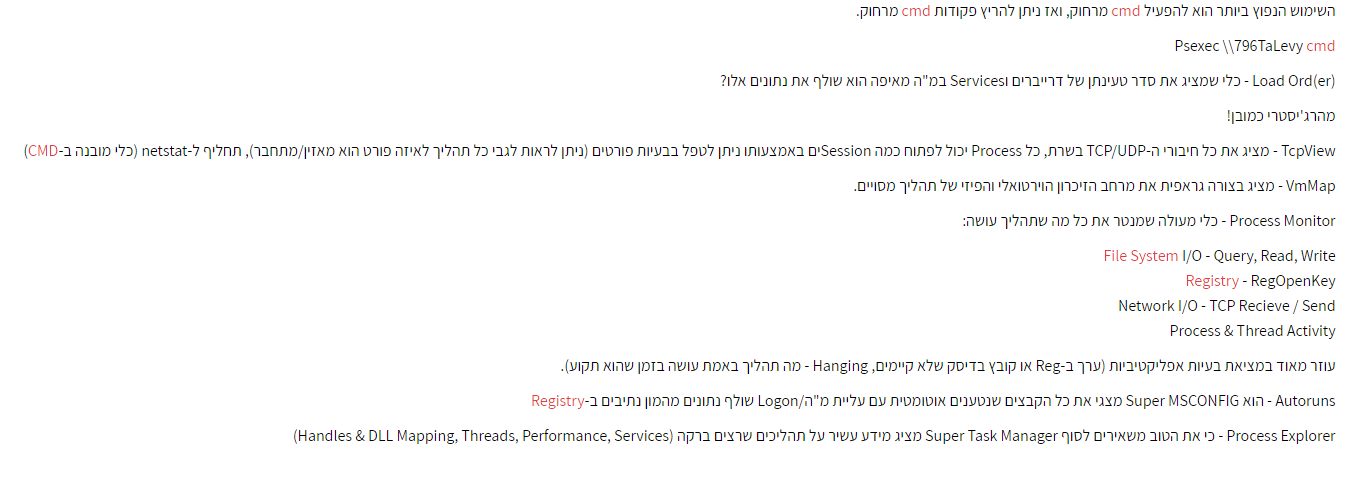 השימוש הנפוץ ביותר הוא להפעיל cmd מרחוק, ואז ניתן להריץ פקודות cmd מרחוק.
Psexec \\796TaLevy cmd
Load Ord(er) - כלי שמציג את סדר טעינתן של דרייברים וServices במ"ה מאיפה הוא שולף את נתונים אלו?
מהרג'יסטרי כמובן!
TcpView - מציג את כל חיבורי ה-TCP/UDP בשרת, כל Process יכול לפתוח כמה Sessionים באמצעותו ניתן לטפל בבעיות פורטים (ניתן לראות לגבי כל תהליך לאיזה פורט הוא מאזין/מתחבר), תחליף ל-netstat (כלי מובנה ב-CMD)
VmMap - מציג בצורה גראפית את מרחב הזיכרון הוירטואלי והפיזי של תהליך מסויים.
Process Monitor - כלי מעולה שמנטר את כל מה שתהליך עושה:
File System I/O - Query, Read, Write
Registry - RegOpenKey
Network I/O - TCP Recieve / Send
Process & Thread Activity
עוזר מאוד במציאת בעיות אפליקטיביות (ערך ב-Reg או קובץ בדיסק שלא קיימים, Hanging - מה תהליך באמת עושה בזמן שהוא תקוע).
Autoruns - הוא Super MSCONFIG מצגי את כל הקבצים שנטענים אוטומטית עם עליית מ"ה/Logon שולף נתונים מהמון נתיבים ב-Registry
Process Explorer - כי את הטוב משאירים לסוף Super Task Manager מציג מידע עשיר על תהליכים שרצים ברקה (Handles & DLL Mapping, Threads, Performance, Services)